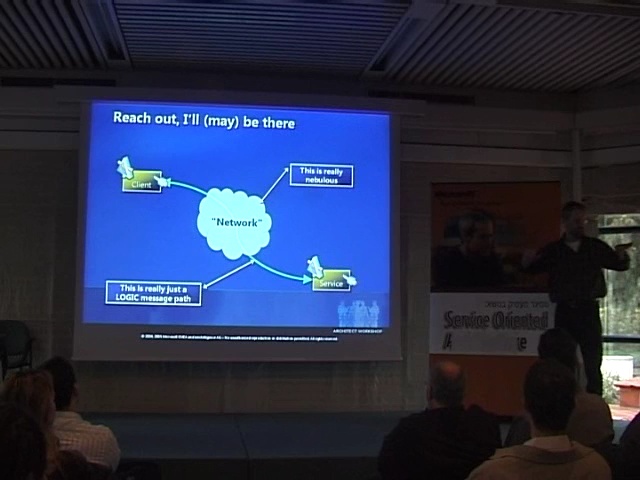 Reach out, I'll (may) be there
Client
This is really
nebulous
"Network"
This is really just a
LOGIC message path
Service
ARCHITECT WORKSHOP
Service Oriented